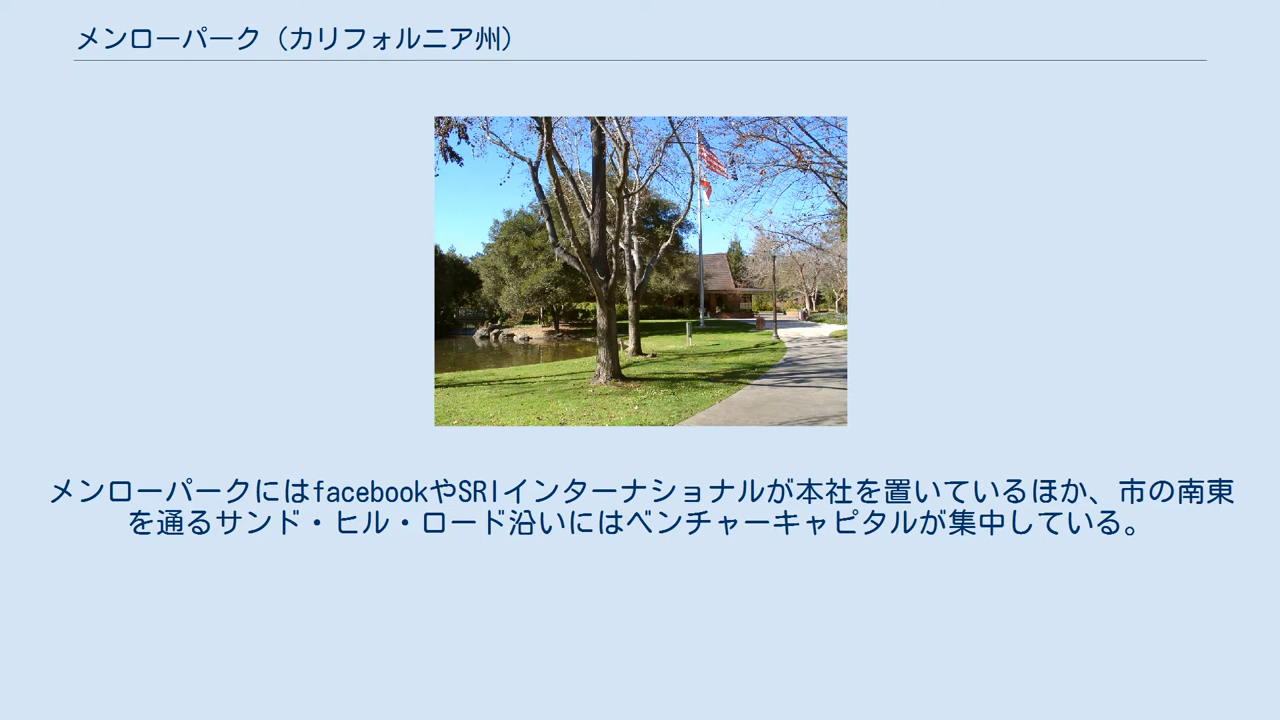 メンローパーク（カリフォルニア州）
メンローパークにはfacebookやSRIインターナショナルが本社を置いているほか、市の南東
を通るサンド・ヒル・ロード沿いにはベンチャーキャピタルが集中している。